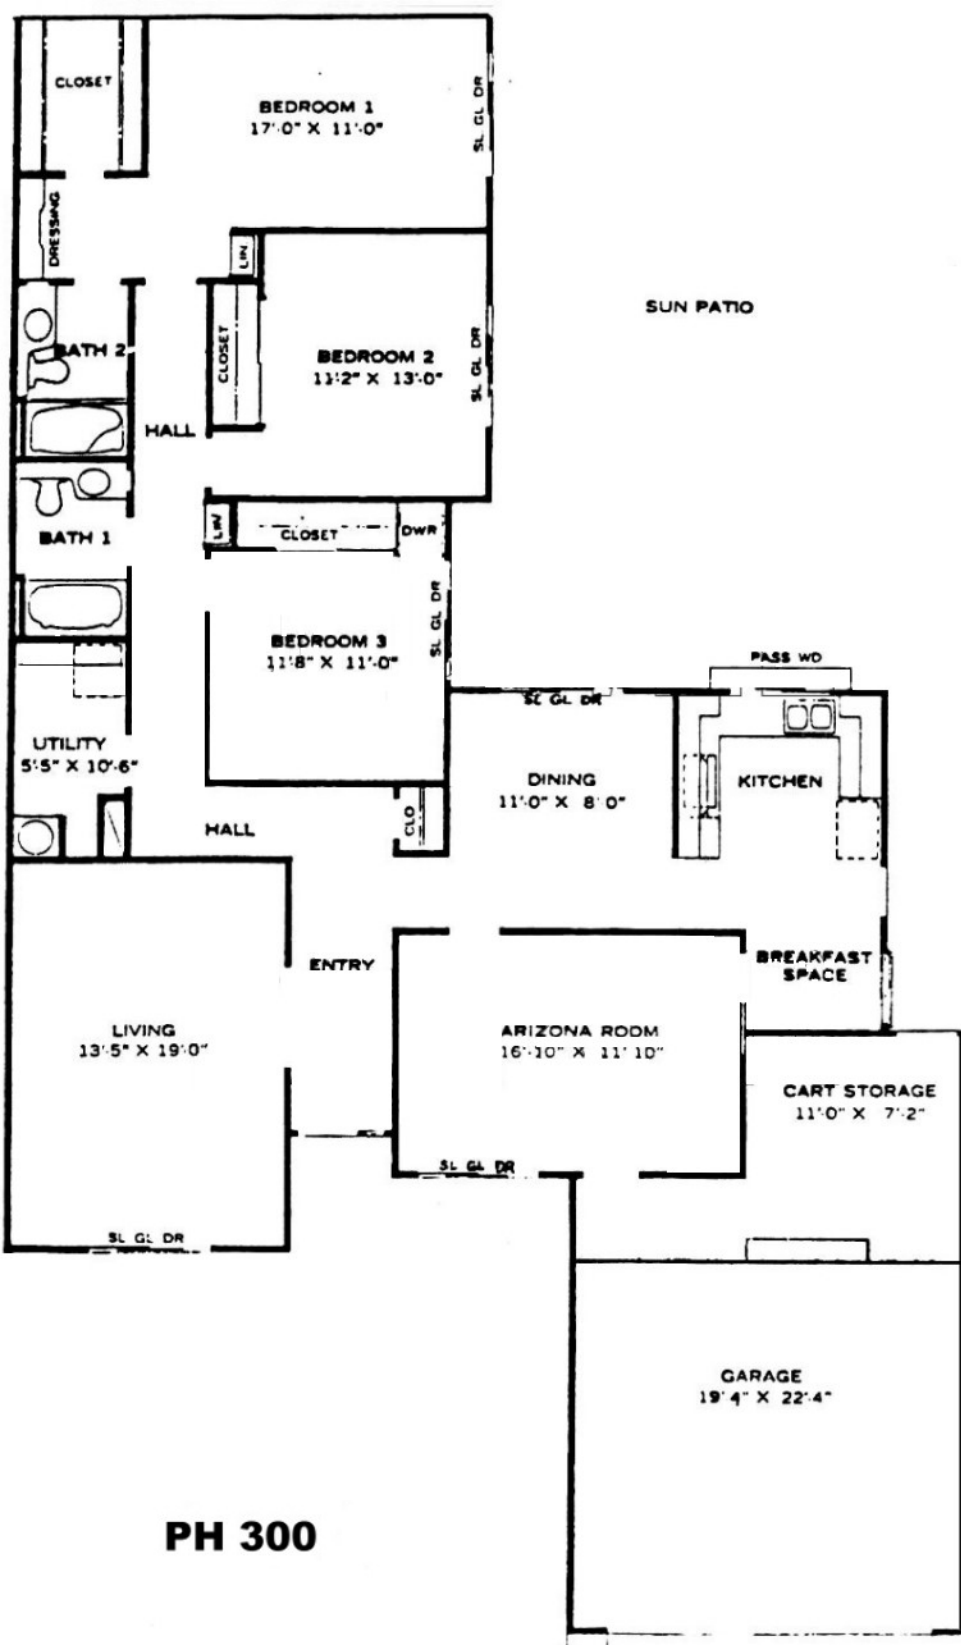 CLOSET
BEDROOM 1
17'-0" X 11'-0"
SL GL DR
DRESSING
LIN
BATH 2
CLOSET
BEDROOM 2
11'-2" X 13'-0"
SL GL DR
SUN PATIO
HALL
BATH 1
LIN
CLOSET
DWR
BEDROOM 3
11'-8" X 11'-0"
SL GL DR
PASS WD
SL GL DR
UTILITY
5'-5" X 10'-6"
DINING
11'-0" X 8'-0"
KITCHEN
HALL
CLO
ENTRY
BREAKFAST
SPACE
LIVING
13'-5" X 19'-0"
ARIZONA ROOM
16'-10" X 11'-10"
CART STORAGE
11'-0" X 7'-2"
SL GL DR
SL GL DR
GARAGE
19'-4" X 22'-4"
PH 300